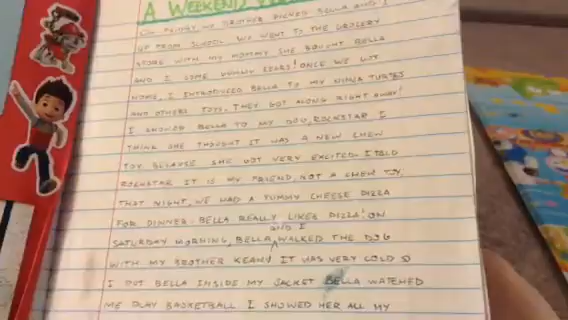 A WEEKEND
ON FRIDAY, MY BROTHER PICKED BELLA AND I
UP FROM SCHOOL. WE WENT TO THE GROCERY
STORE WITH MY MOMMY. SHE BOUGHT BELLA
AND I SOME YUMMY PEARS! ONCE WE GOT
HOME, I INTRODUCED BELLA TO MY NINJA TURTLES
AND OTHERS TOYS. THEY GOT ALONG RIGHT AWAY!
I SHOWED BELLA TO MY DOG, ROCKSTAR. I
THINK SHE THOUGHT IT WAS A NEW CHEW
TOY BECAUSE SHE GOT VERY EXCITED. I TOLD
ROCKSTAR IT IS MY FRIEND, NOT A CHEW TOY.
THAT NIGHT, WE HAD A YUMMY CHEESE PIZZA
FOR DINNER. BELLA REALLY LIKES PIZZA! ON
AND I
SATURDAY MORNING, BELLA WALKED THE DOG
WITH MY BROTHER KEANU. IT WAS VERY COLD SO
I PUT BELLA INSIDE MY JACKET. BELLA WATCHED
ME PLAY BASKETBALL. I SHOWED HER ALL MY